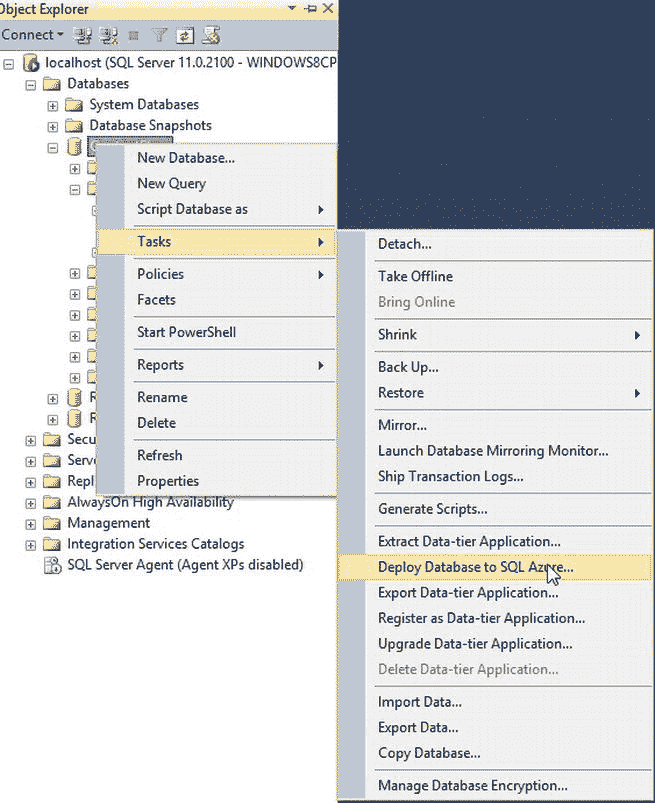 Object Explorer
Connect
localhost (SQL Server 11.0.2100 - WINDOWS8CP
Databases
System Databases
Database Snapshots
New Database...
New Query
Script Database as
Tasks
Policies
Facets
Start PowerShell
Reports
Rename
Delete
Refresh
Properties
Detach...
Take Offline
Bring Online
Shrink
Back Up...
Restore
Mirror...
Launch Database Mirroring Monitor...
Ship Transaction Logs...
Generate Scripts...
Extract Data-tier Application...
Deploy Database to SQL Azure...
Export Data-tier Application...
Register as Data-tier Application...
Upgrade Data-tier Application...
Delete Data-tier Application...
Import Data...
Export Data...
Copy Database...
Manage Database Encryption...
R
R
Secu
Serve
Repl
AlwaysOn High Availability
Management
Integration Services Catalogs
SQL Server Agent (Agent XPs disabled)